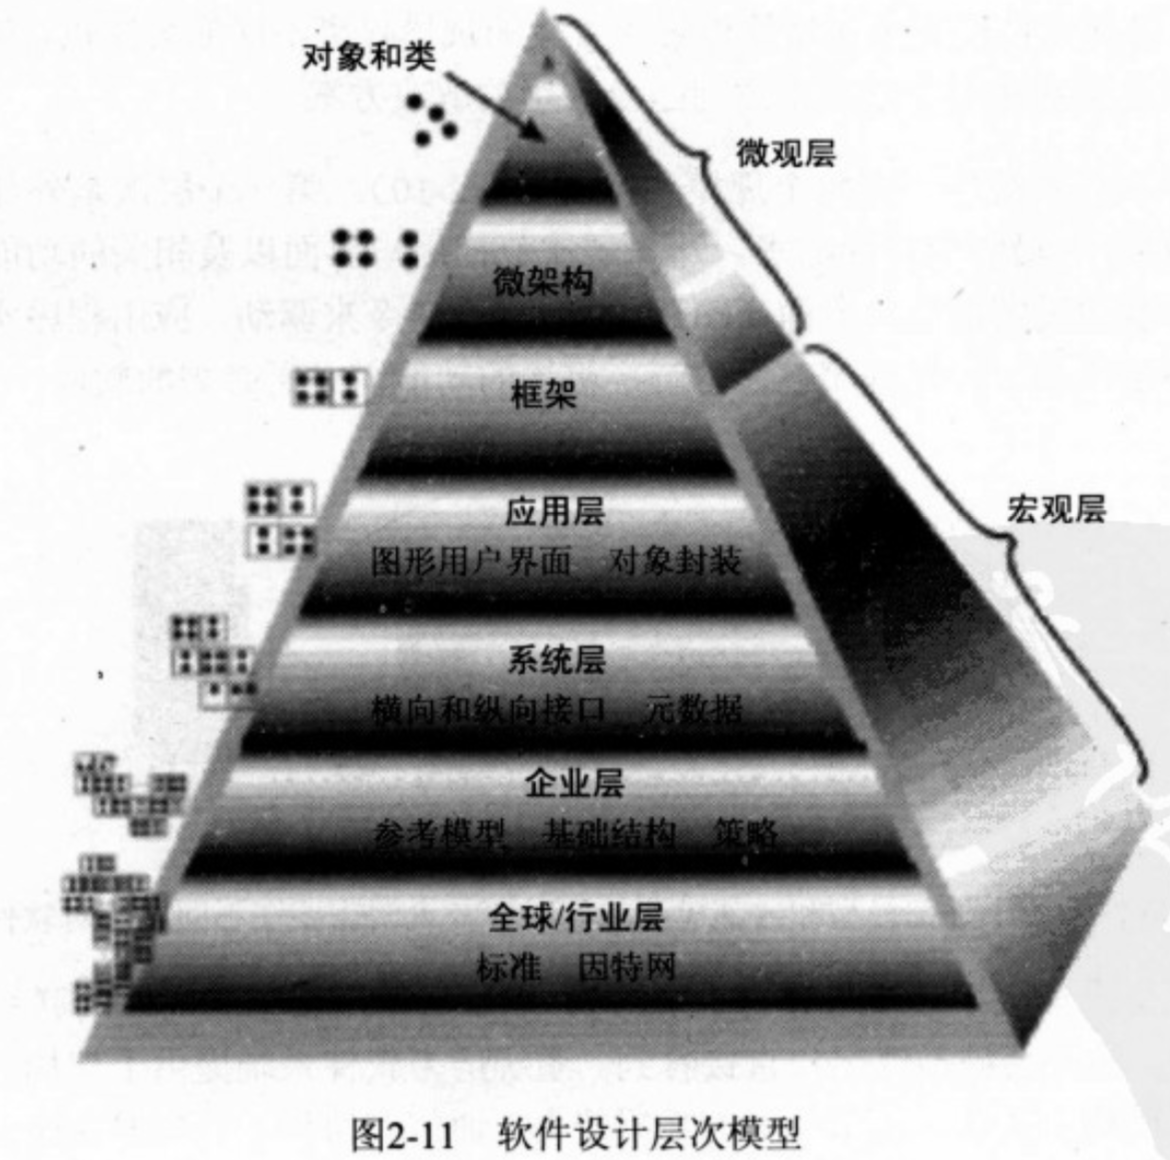 对象和类
微观层
微架构
框架
宏观层
应用层
图形用户界面 对象封装
系统层
横向和纵向接口 元数据
企业层
参考模型 基础结构 策略
全球/行业层
标准 因特网
图2-11 软件设计层次模型